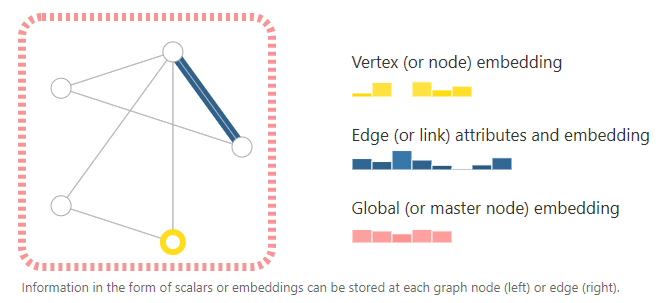 Vertex (or node) embedding
Edge (or link) attributes and embedding
Global (or master node) embedding
Information in the form of scalars or embeddings can be stored at each graph node (left) or edge (right).